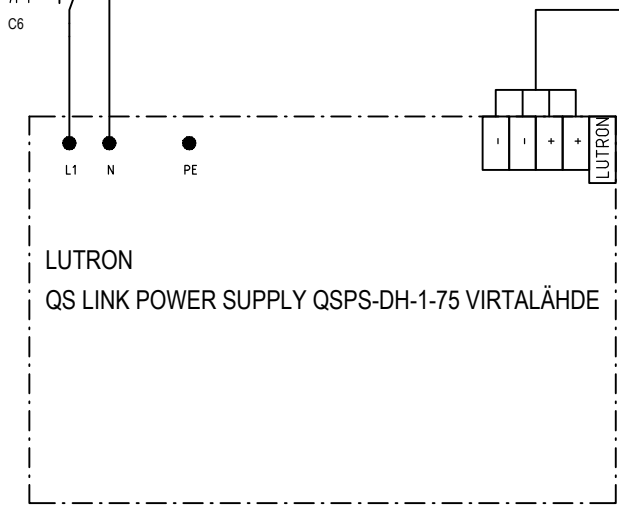 C6
- - + +
LUTRON
L1 N PE
LUTRON
QS LINK POWER SUPPLY QSPS-DH-1-75 VIRTALÄHDE